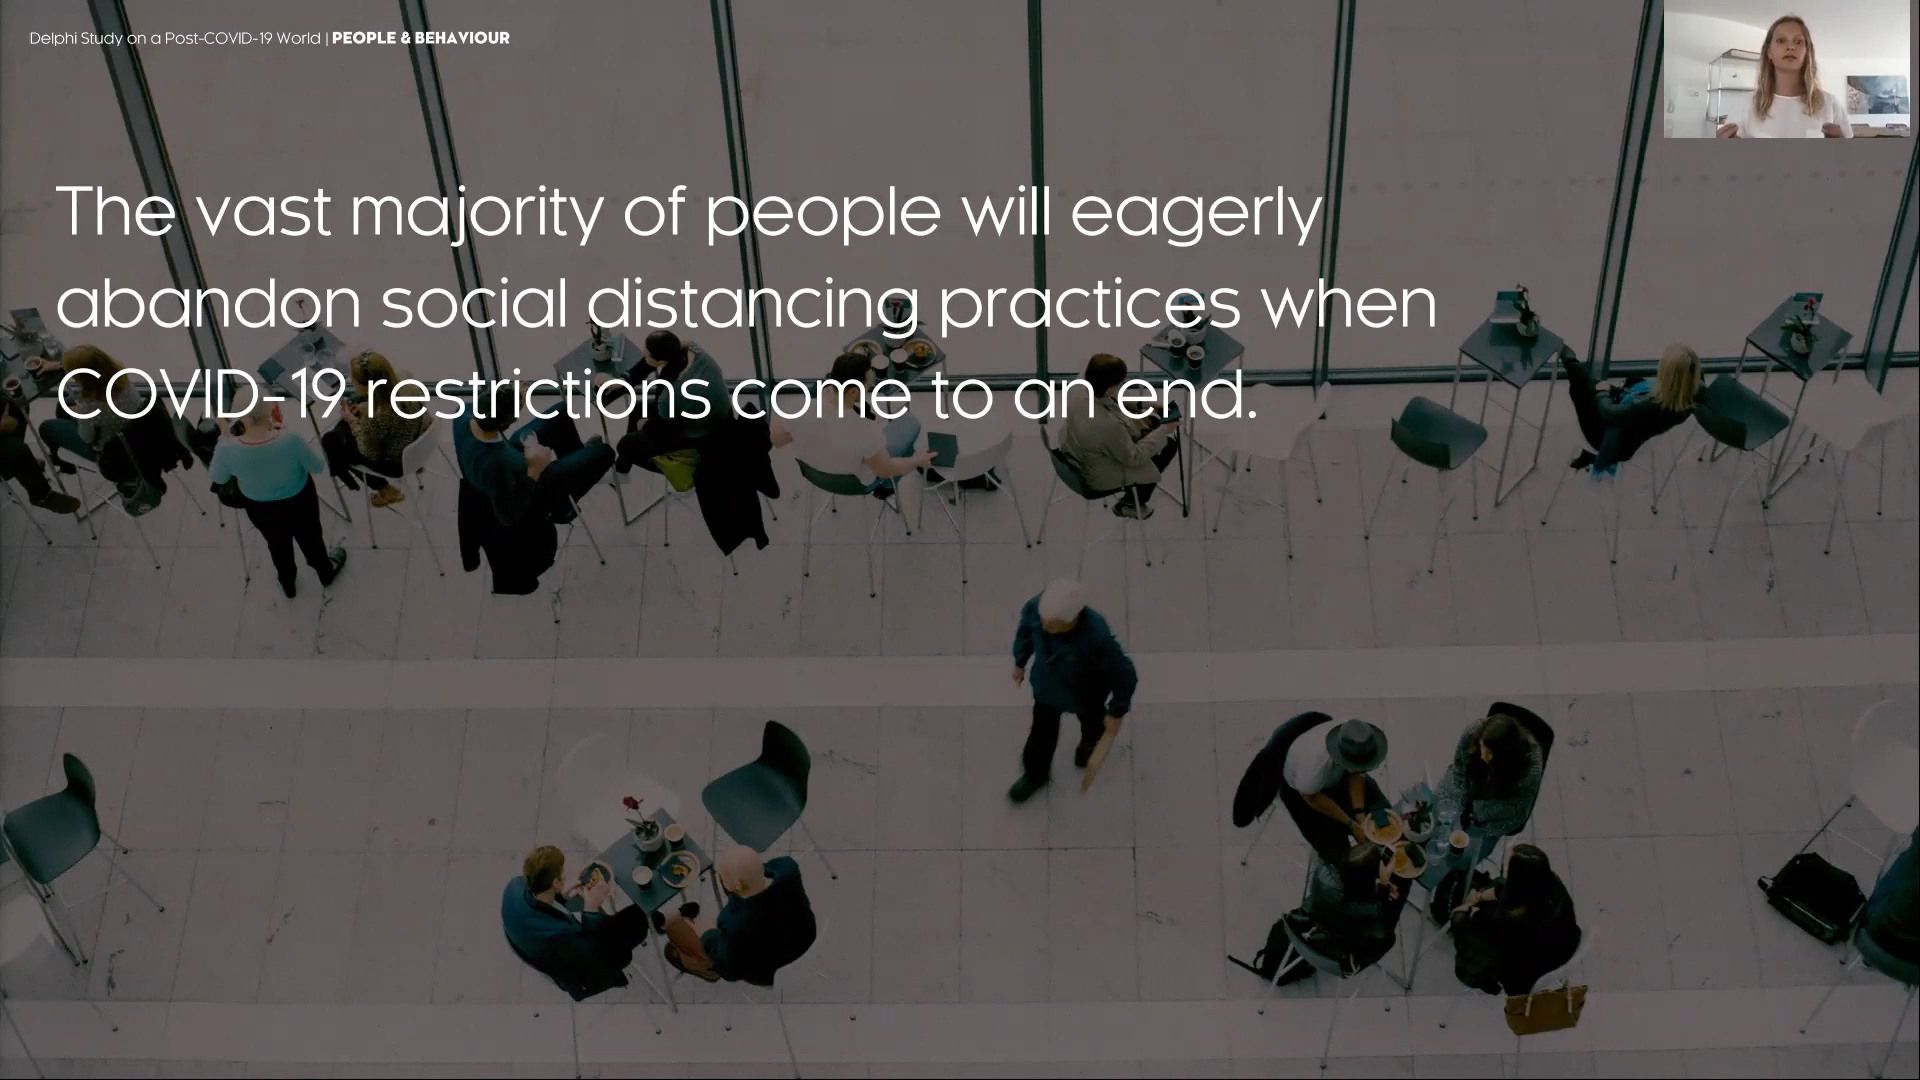 Delphi Study on a Post-COVID-19 World | PEOPLE & BEHAVIOUR
The vast majority of people will eagerly
abandon social distancing practices when
COVID-19 restrictions come to an end.